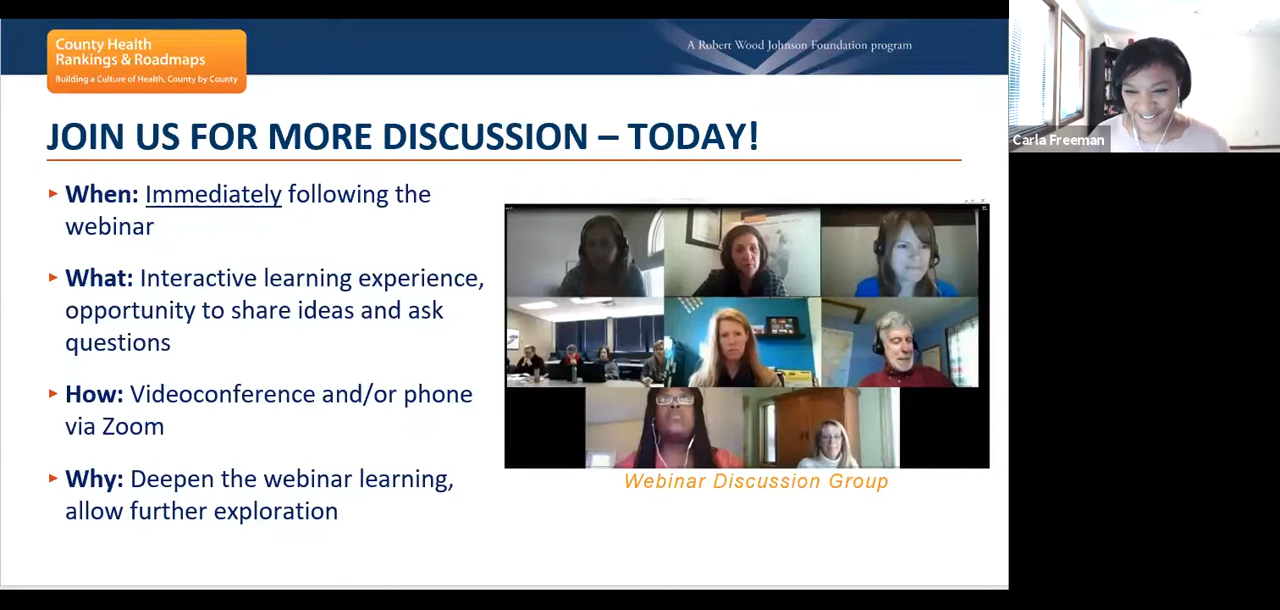 County Health
Rankings & Roadmaps
Building a Culture of Health, County by County
A Robert Wood Johnson Foundation program
Carla Freeman
JOIN US FOR MORE DISCUSSION – TODAY!
▸ When: Immediately following the
webinar
▸ What: Interactive learning experience,
opportunity to share ideas and ask
questions
▸ How: Videoconference and/or phone
via Zoom
▸ Why: Deepen the webinar learning,
allow further exploration
Webinar Discussion Group